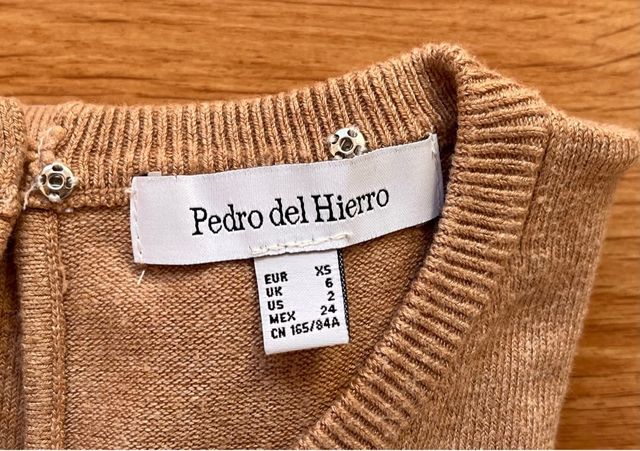 Pedro del Hierro
EUR XS
UK 6
US 2
MEX 24
CN 165/84A